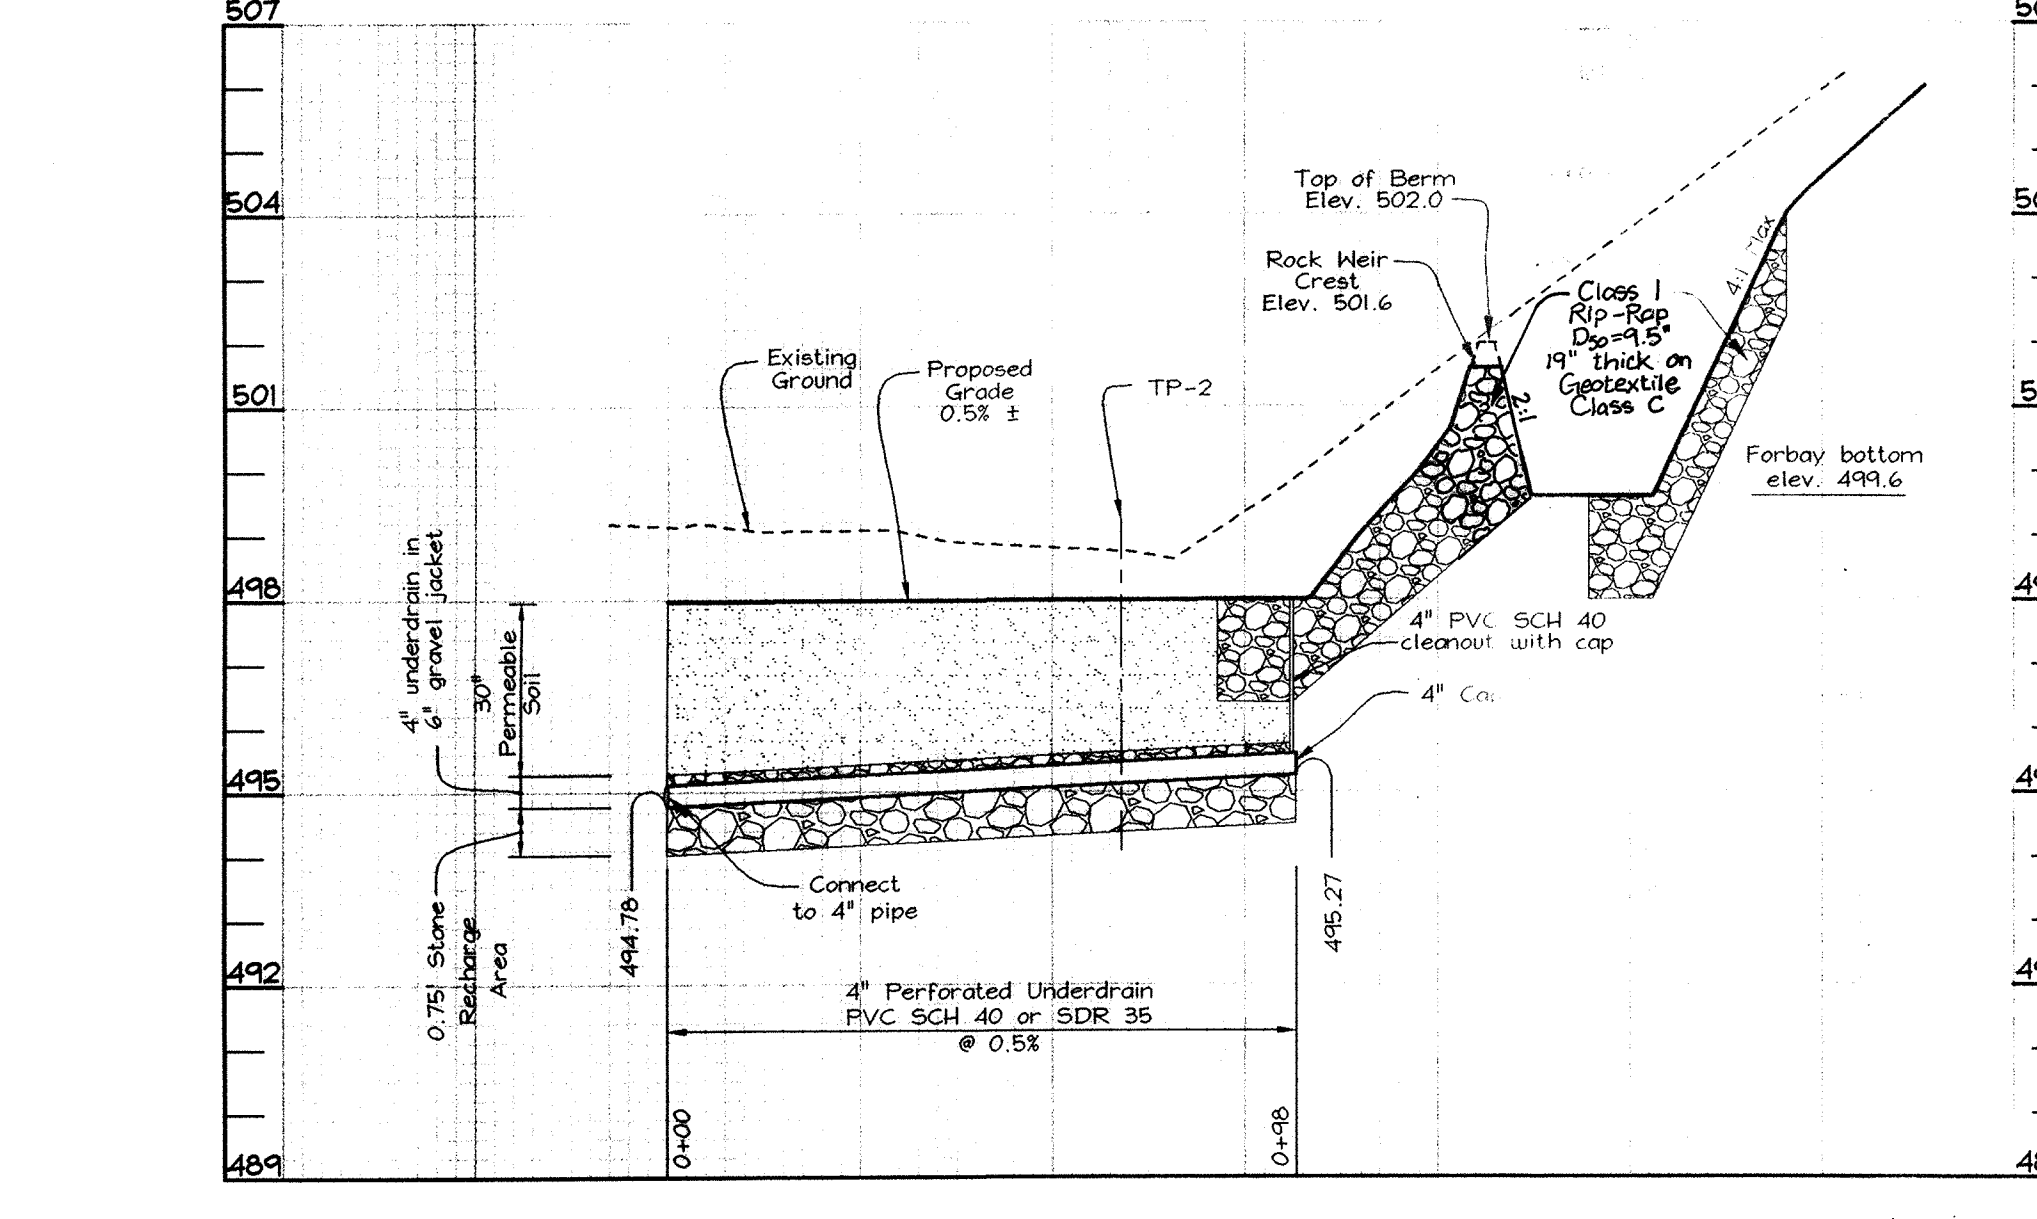 507
504
501
498
495
492
489
Top of Berm
Elev. 502.0
Rock Weir
Crest
Elev. 501.6
Class 1
Rip-Rap
D50=9.5"
19" thick on
Geotextile
Class C
4:1
2:1
Existing
Ground
Proposed
Grade
0.5% ±
TP-2
Forbay bottom
elev. 499.6
4" underdrain in
6" gravel jacket
30"
Permeable
Soil
4" PVC SCH 40
cleanout with cap
4"
0.75' Stone
Recharge
Area
494.78
Connect
to 4" pipe
495.27
4" Perforated Underdrain
PVC SCH 40 or SDR 35
@ 0.5%
0+00
0+98